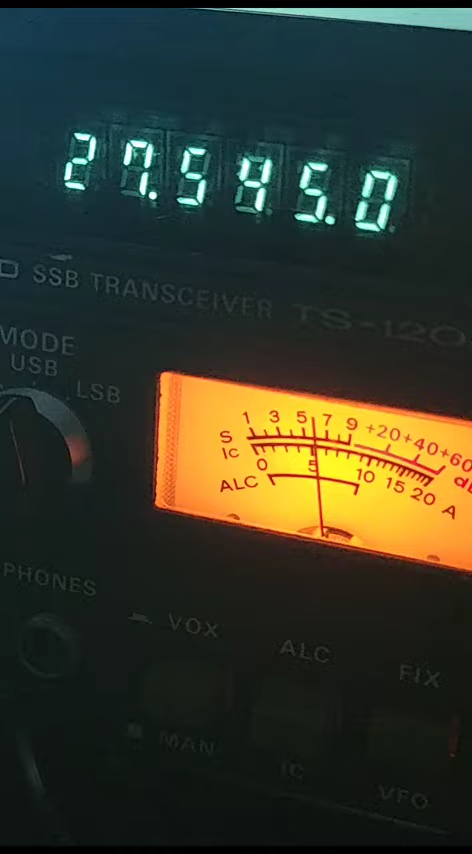 27.545.0
SSB TRANSCEIVER TS-120
MODE
USB
LSB
S 1 3 5 7 9 +20 +40 +60 dB
IC 0 5 10 15 20 A
ALC
PHONES
VOX ALC FIX
MAN IC VFO